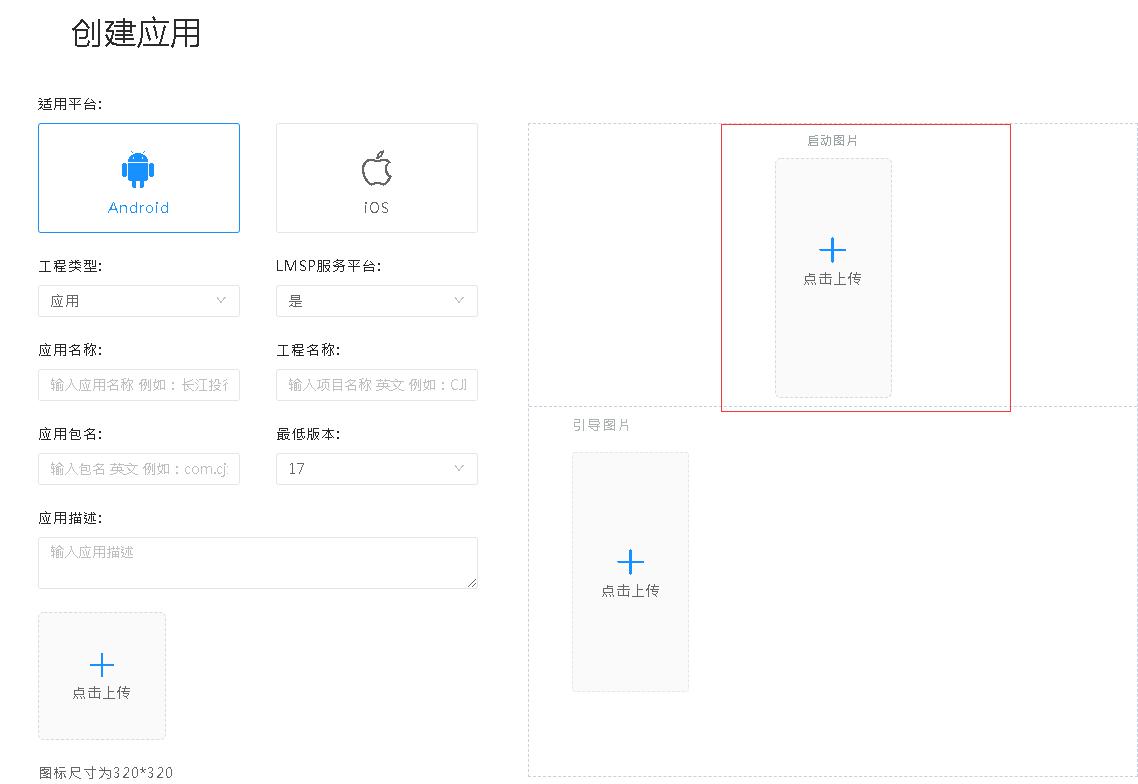 创建应用
适用平台:
Android
iOS
工程类型:
LMSP服务平台:
应用
是
应用名称:
工程名称:
输入应用名称 例如：长江投行
输入项目名称 英文 例如：CJI
应用包名:
最低版本:
输入包名 英文 例如：com.cj
17
应用描述:
输入应用描述
点击上传
图标尺寸为320*320
启动图片
点击上传
引导图片
点击上传